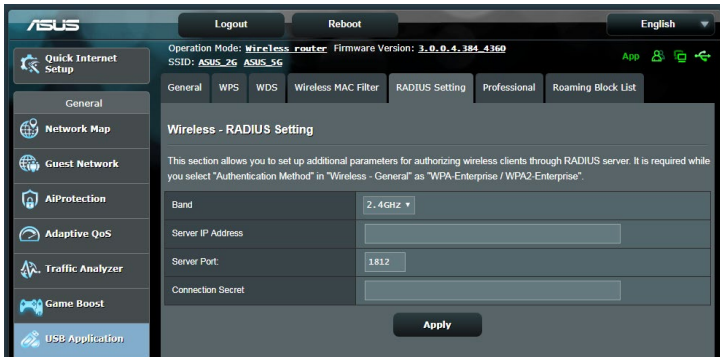 ASUS
Logout
Reboot
English
Quick Internet
Setup
Operation Mode: Wireless router Firmware Version: 3.0.0.4.384_4360
SSID: ASUS_2G ASUS_5G
App
General
WPS
WDS
Wireless MAC Filter
RADIUS Setting
Professional
Roaming Block List
General
Network Map
Guest Network
AiProtection
Adaptive QoS
Traffic Analyzer
Game Boost
USB Application
Wireless - RADIUS Setting
This section allows you to set up additional parameters for authorizing wireless clients through RADIUS server. It is required while
you select "Authentication Method" in "Wireless - General" as "WPA-Enterprise / WPA2-Enterprise".
Band
2.4GHz
Server IP Address
Server Port:
1812
Connection Secret
Apply